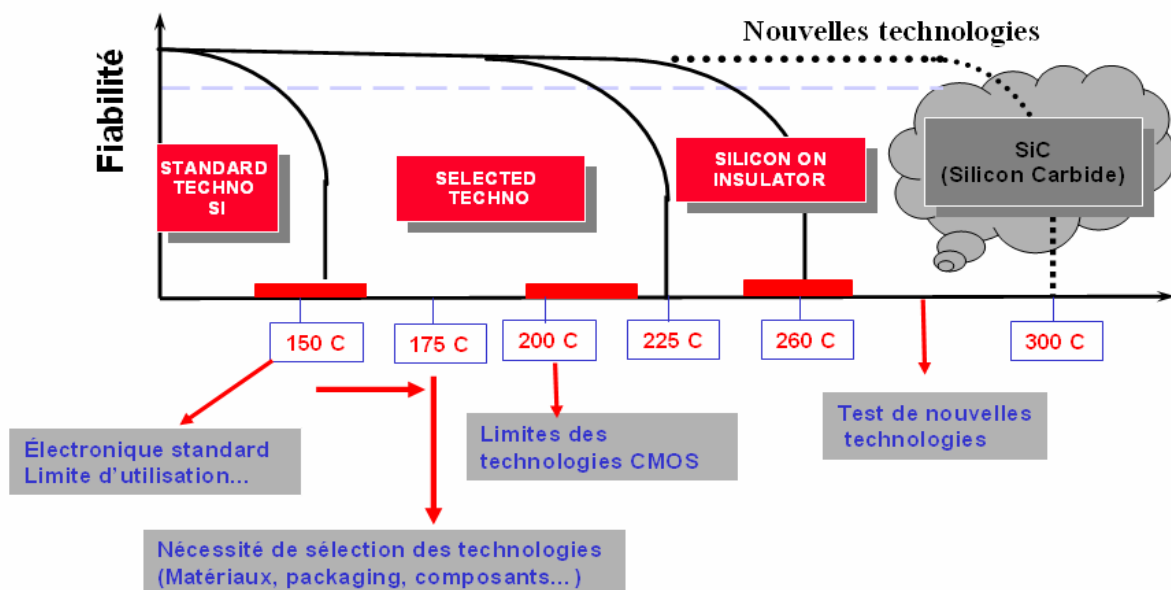 Nouvelles technologies
Fiabilité
STANDARD
TECHNO
SI
SELECTED
TECHNO
SILICON ON
INSULATOR
SiC
(Silicon Carbide)
150 C
175 C
200 C
225 C
260 C
300 C
Électronique standard
Limite d’utilisation...
Limites des
technologies CMOS
Test de nouvelles
technologies
Nécessité de sélection des technologies
(Matériaux, packaging, composants... )